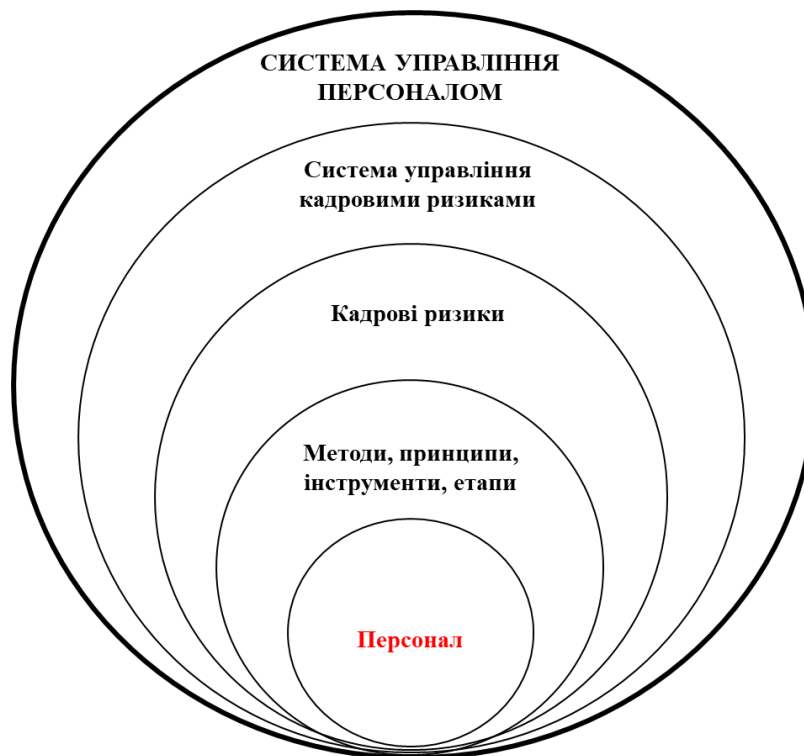 СИСТЕМА УПРАВЛІННЯ
ПЕРСОНАЛОМ
Система управління
кадровими ризиками
Кадрові ризики
Методи, принципи,
інструменти, етапи
Персонал